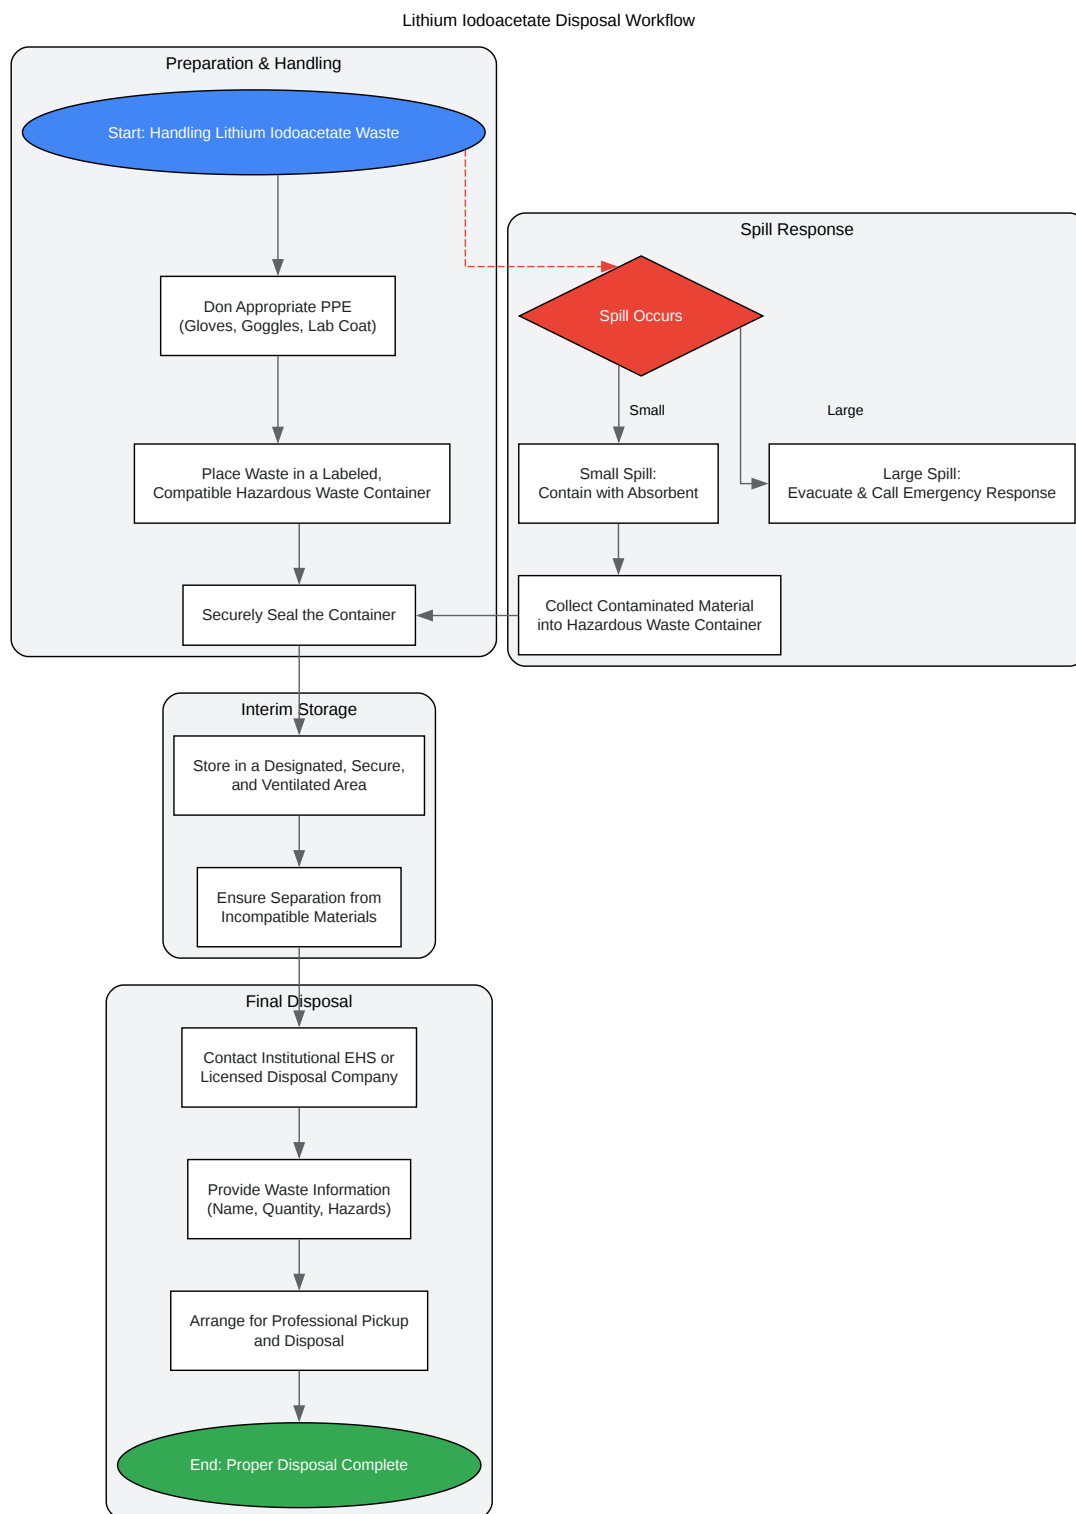 Lithium Iodoacetate Disposal Workflow
Preparation & Handling
Start: Handling Lithium Iodoacetate Waste
Don Appropriate PPE
(Gloves, Goggles, Lab Coat)
Place Waste in a Labeled,
Compatible Hazardous Waste Container
Securely Seal the Container
Spill Response
Spill Occurs
Small
Large
Small Spill:
Contain with Absorbent
Large Spill:
Evacuate & Call Emergency Response
Collect Contaminated Material
into Hazardous Waste Container
Interim Storage
Store in a Designated, Secure,
and Ventilated Area
Ensure Separation from
Incompatible Materials
Final Disposal
Contact Institutional EHS or
Licensed Disposal Company
Provide Waste Information
(Name, Quantity, Hazards)
Arrange for Professional Pickup
and Disposal
End: Proper Disposal Complete